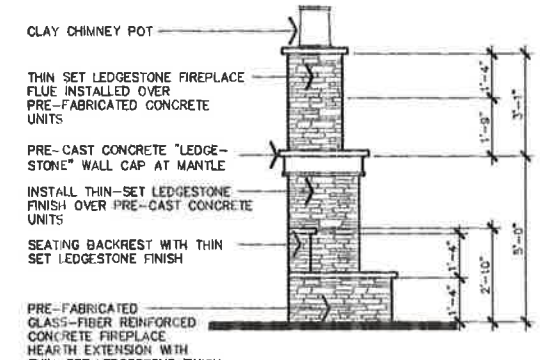 CLAY CHIMNEY POT
THIN SET LEDGESTONE FIREPLACE
FLUE INSTALLED OVER
PRE-FABRICATED CONCRETE
UNITS
PRE-CAST CONCRETE "LEDGE-
STONE" WALL CAP AT MANTLE
INSTALL THIN-SET LEDGESTONE
FINISH OVER PRE-CAST CONCRETE
UNITS
SEATING BACKREST WITH THIN
SET LEDGESTONE FINISH
PRE-FABRICATED
GLASS-FIBER REINFORCED
CONCRETE FIREPLACE
HEARTH EXTENSION WITH
1'-4"
1'-9"
3'-1"
1'-4"
1'-4"
2'-10"
5'-0"